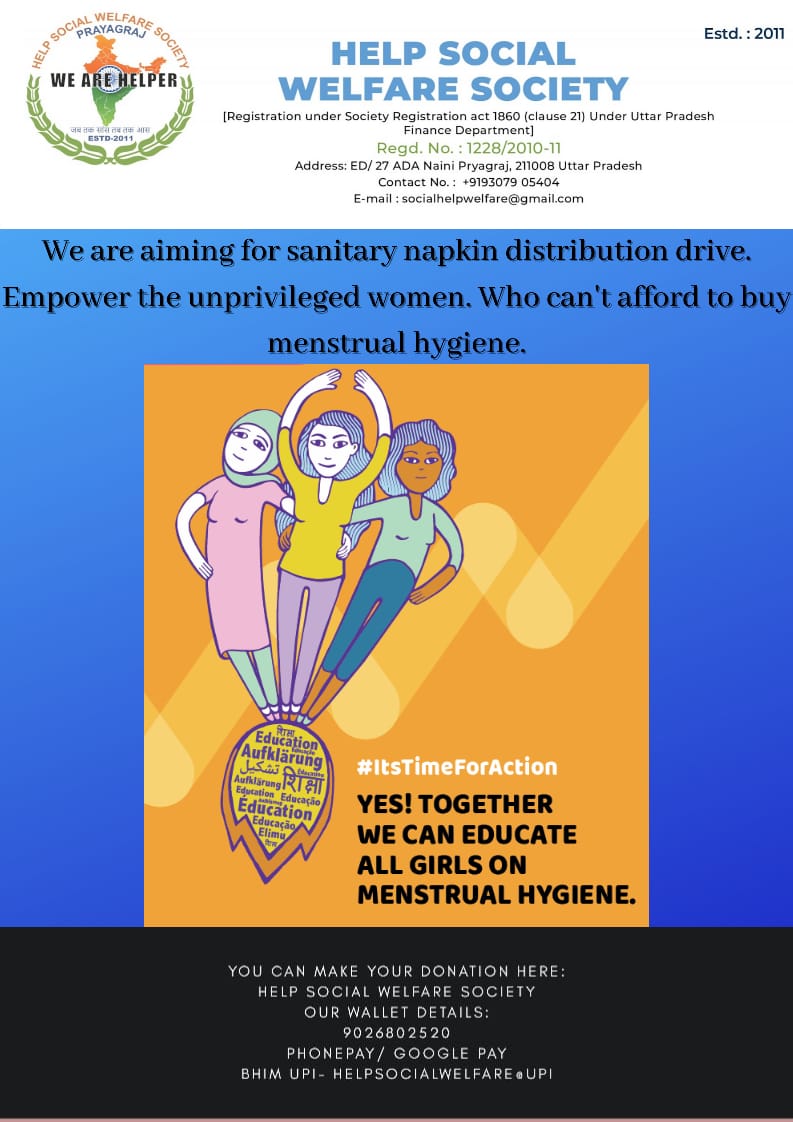 HELP SOCIAL WELFARE SOCIETY
PRAYAGRAJ
WE ARE HELPER
जब तक सांस तब तक आस
ESTD-2011
Estd. : 2011
HELP SOCIAL
WELFARE SOCIETY
[Registration under Society Registration act 1860 (clause 21) Under Uttar Pradesh
Finance Department]
Regd. No. : 1228/2010-11
Address: ED/ 27 ADA Naini Pryagraj, 211008 Uttar Pradesh
Contact No. : +9193079 05404
E-mail : socialhelpwelfare@gmail.com
We are aiming for sanitary napkin distribution drive.
Empower the unprivileged women. Who can't afford to buy
menstrual hygiene.
शिक्षा
Education
Educação
Aufklärung
تشكيل
Education
Aufklärung
शिक्षा
Education Educação
Éducation
Educação
Elimu
शिक्षा
#ItsTimeForAction
YES! TOGETHER
WE CAN EDUCATE
ALL GIRLS ON
MENSTRUAL HYGIENE.
YOU CAN MAKE YOUR DONATION HERE:
HELP SOCIAL WELFARE SOCIETY
OUR WALLET DETAILS:
9026802520
PHONEPAY/ GOOGLE PAY
BHIM UPI- HELPSOCIALWELFARE@UPI